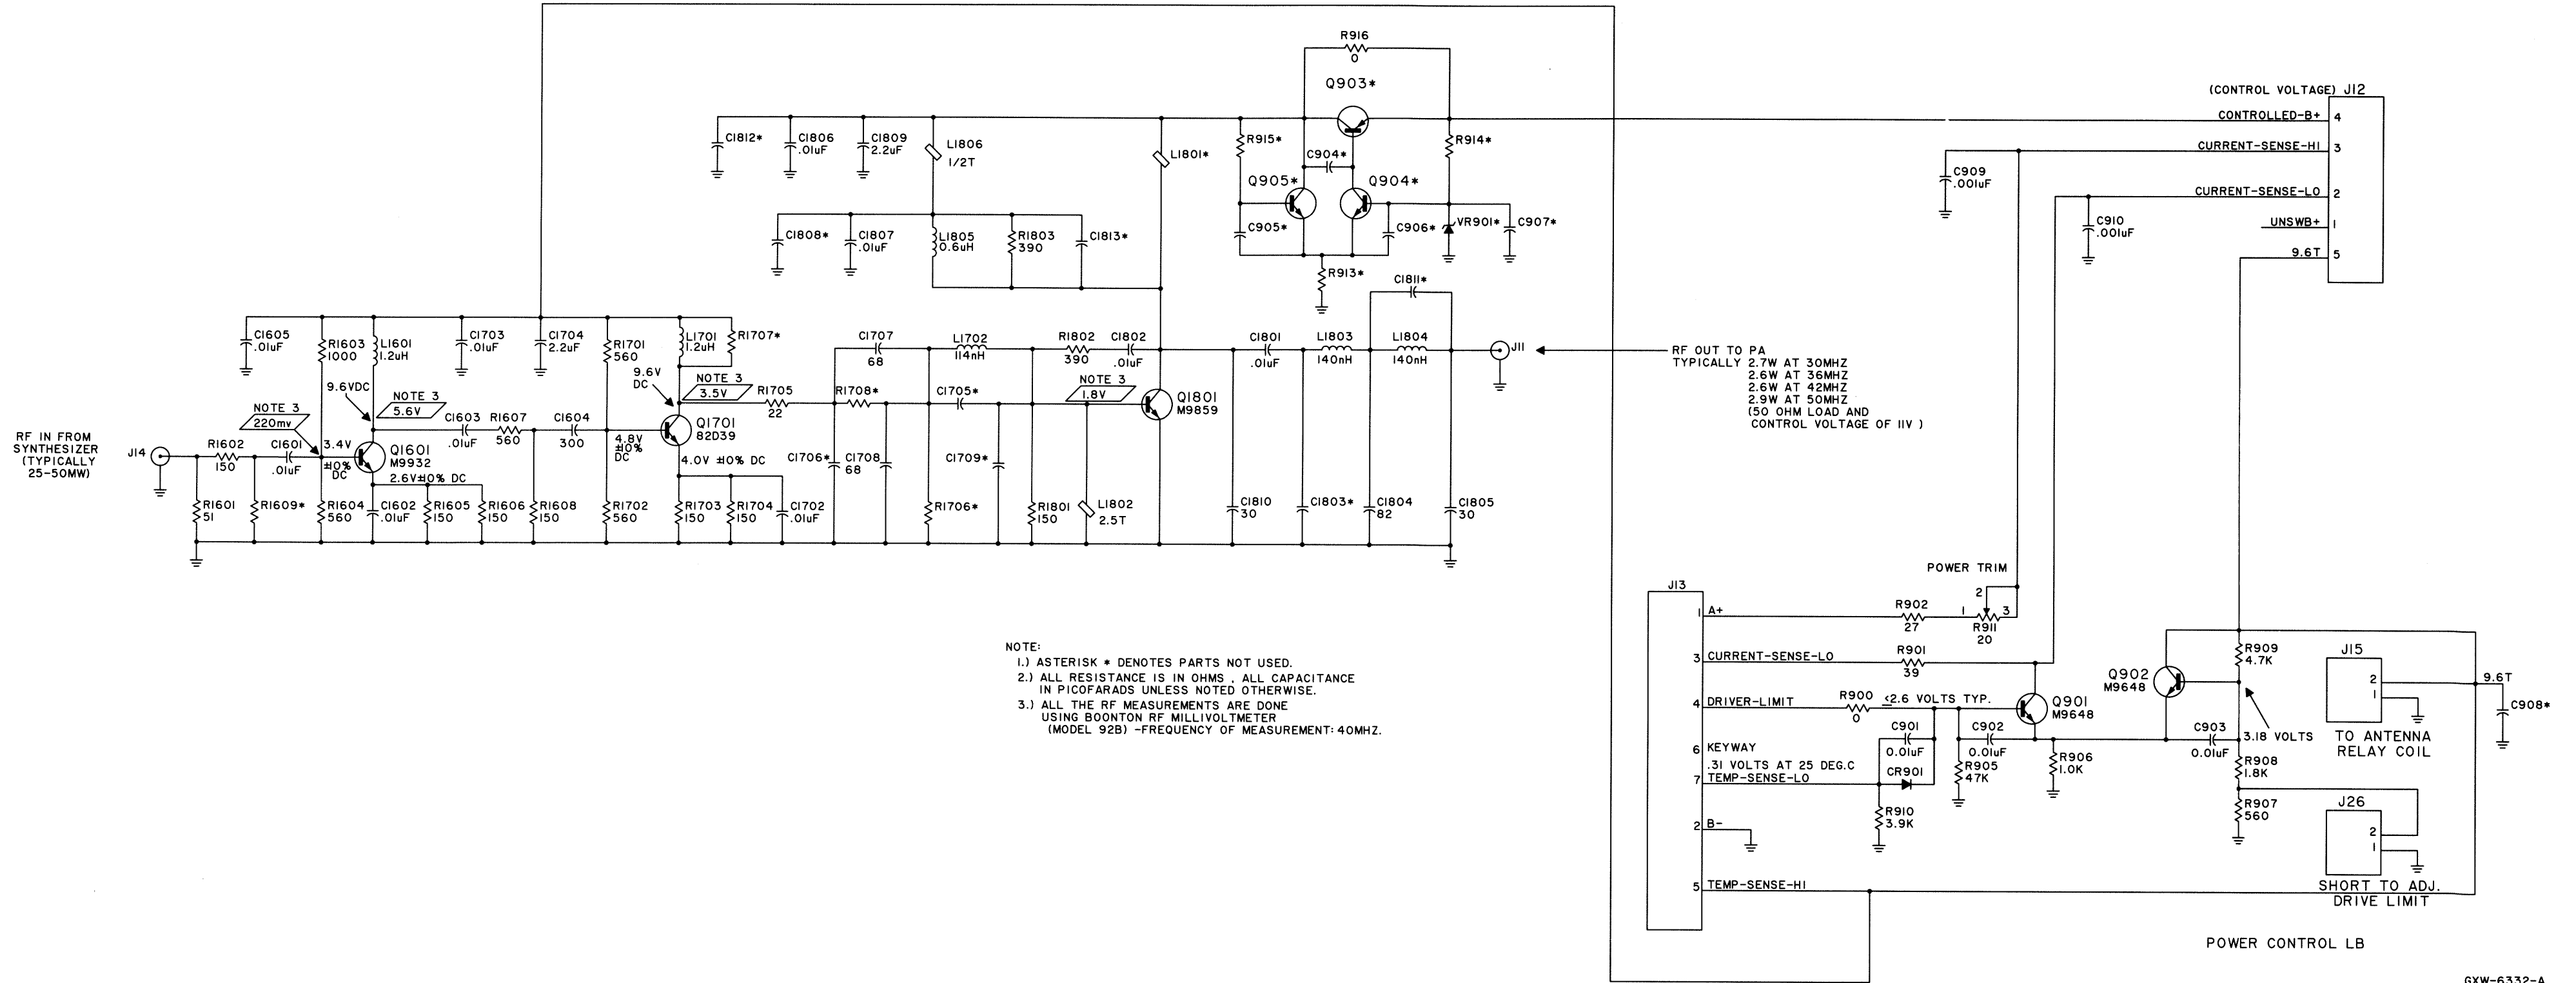 R916
0
Q903*
(CONTROL VOLTAGE) J12
CONTROLLED-B+ 4
CURRENT-SENSE-HI 3
CURRENT-SENSE-LO 2
UNSWB+ 1
9.6T 5
C909
.001uF
C910
.001uF
C1812*
C1806
.01uF
C1809
2.2uF
L1806
1/2T
L1801*
R915*
C904*
R914*
Q905*
Q904*
C905*
C906*
VR901*
C907*
R913*
C1808*
C1807
.01uF
L1805
0.6uH
R1803
390
C1813*
C1811*
C1605
.01uF
R1603
1000
L1601
1.2uH
C1703
.01uF
C1704
2.2uF
R1701
560
L1701
1.2uH
R1707*
C1707
68
L1702
114nH
R1802
390
C1802
.01uF
C1801
.01uF
L1803
140nH
L1804
140nH
J11
RF OUT TO PA
TYPICALLY 2.7W AT 30MHZ
2.6W AT 36MHZ
2.6W AT 42MHZ
2.9W AT 50MHZ
(50 OHM LOAD AND
CONTROL VOLTAGE OF 11V )
9.6VDC
NOTE 3
5.6V
NOTE 3
220mv
9.6V
DC
NOTE 3
3.5V
R1705
22
R1708*
C1705*
NOTE 3
1.8V
Q1801
M9859
RF IN FROM
SYNTHESIZER
(TYPICALLY
25-50MW)
J14
R1602
150
C1601
.01uF
3.4V
±10%
DC
Q1601
M9932
2.6V±10% DC
C1603
.01uF
R1607
560
C1604
300
4.8V
±10%
DC
Q1701
82D39
4.0V ±10% DC
C1706*
C1708
68
C1709*
R1601
51
R1609*
R1604
560
C1602
.01uF
R1605
150
R1606
150
R1608
150
R1702
560
R1703
150
R1704
150
C1702
.01uF
R1706*
R1801
150
L1802
2.5T
C1810
30
C1803*
C1804
82
C1805
30
NOTE:
1.) ASTERISK * DENOTES PARTS NOT USED.
2.) ALL RESISTANCE IS IN OHMS , ALL CAPACITANCE
IN PICOFARADS UNLESS NOTED OTHERWISE.
3.) ALL THE RF MEASUREMENTS ARE DONE
USING BOONTON RF MILLIVOLTMETER
(MODEL 92B) -FREQUENCY OF MEASUREMENT: 40MHZ.
J13
1 A+
3 CURRENT-SENSE-LO
4 DRIVER-LIMIT
6 KEYWAY
.31 VOLTS AT 25 DEG.C
7 TEMP-SENSE-LO
2 B-
5 TEMP-SENSE-HI
POWER TRIM
2
1 3
R902
27
R911
20
R901
39
R900
0
≤2.6 VOLTS TYP.
Q901
M9648
C901
0.01uF
C902
0.01uF
CR901
R905
47K
R906
1.0K
R910
3.9K
Q902
M9648
R909
4.7K
C903
0.01uF
3.18 VOLTS
R908
1.8K
R907
560
J15
2
1
TO ANTENNA
RELAY COIL
9.6T
C908*
J26
2
1
SHORT TO ADJ.
DRIVE LIMIT
POWER CONTROL LB
GXW-6332-A